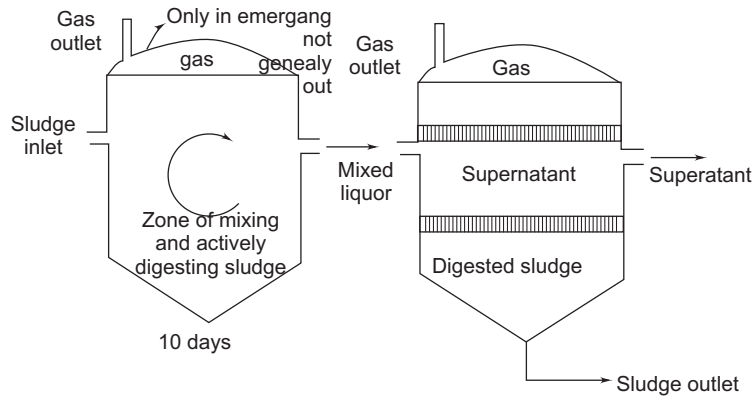 Gas
outlet
Only in emergang
not
genealy
out
gas
Sludge
inlet
Mixed
liquor
Zone of mixing
and actively
digesting sludge
10 days
Gas
outlet
Gas
Supernatant
Superatant
Digested sludge
Sludge outlet